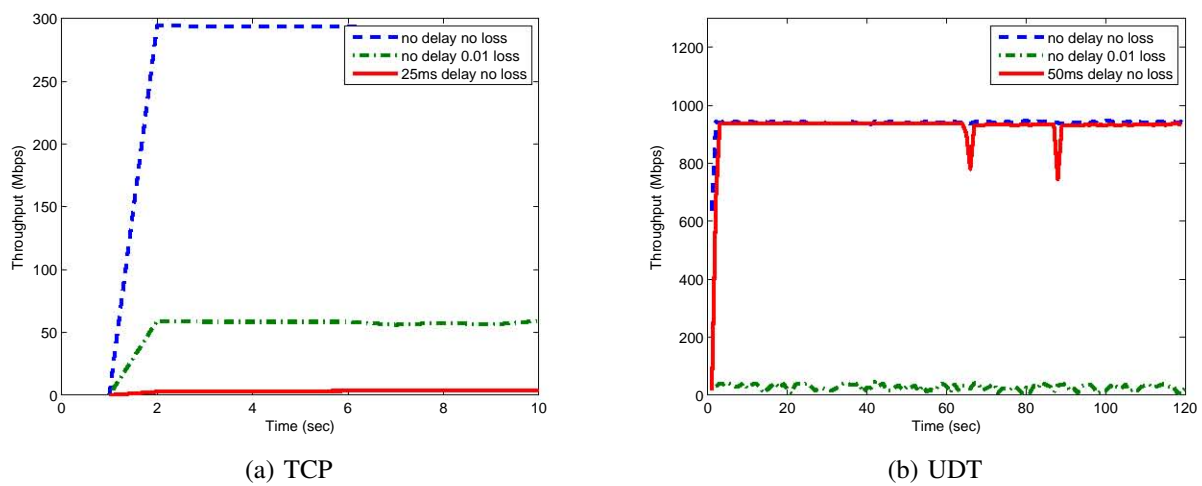 300
250
200
150
100
50
0
Throughput (Mbps)
0 2 4 6 8 10
Time (sec)
no delay no loss
no delay 0.01 loss
25ms delay no loss
(a) TCP
1200
1000
800
600
400
200
0
Throughput (Mbps)
0 20 40 60 80 100 120
Time (sec)
no delay no loss
no delay 0.01 loss
50ms delay no loss
(b) UDT